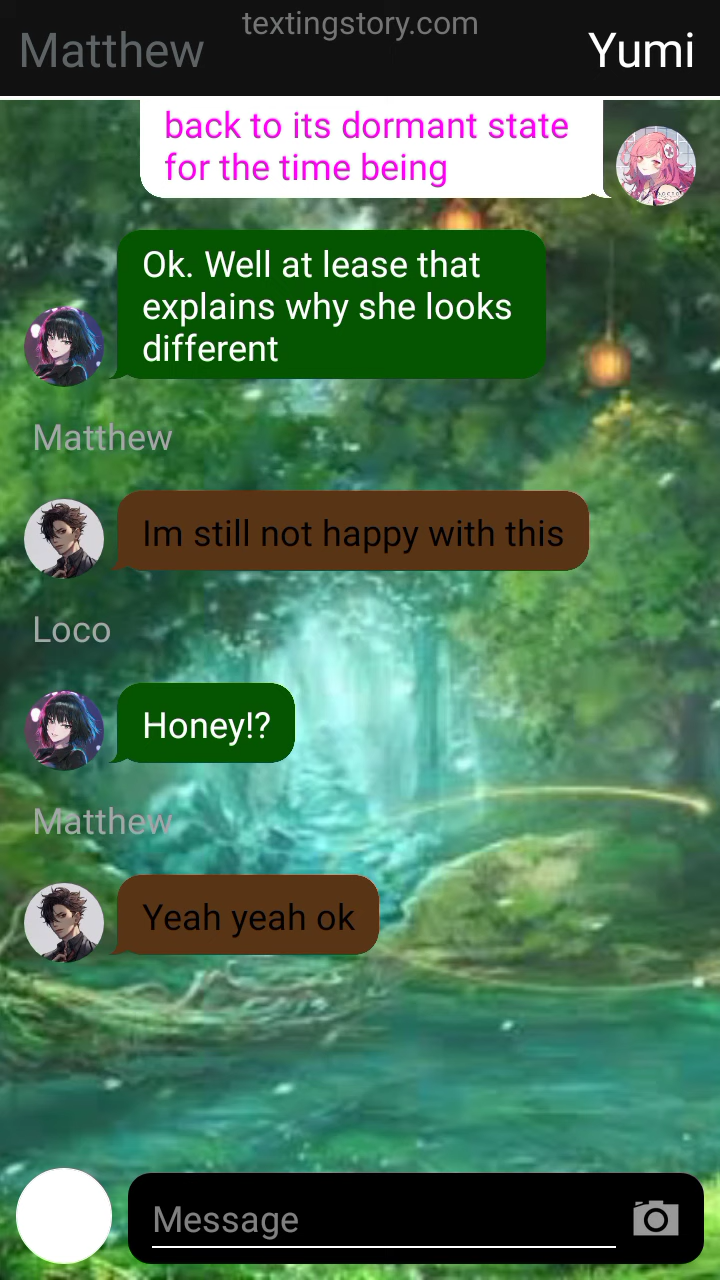 textingstory.com
Matthew
Yumi
back to its dormant state
for the time being
Ok. Well at lease that
explains why she looks
different
Matthew
Im still not happy with this
Loco
Honey!?
Matthew
Yeah yeah ok
Message